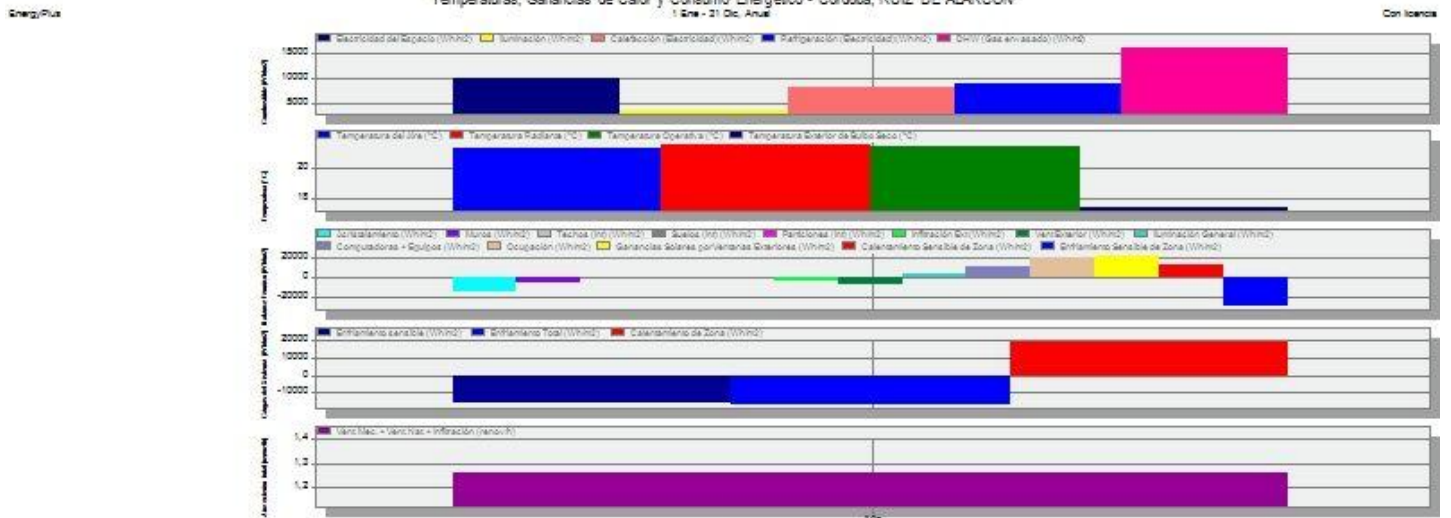 Temperaturas, Ganancias de Calor y Consumo Energético - Córdoba, RUIZ DE ALARCÓN
EnergyPlus
1 Ene - 31 Dic, Anual
Con licencia
Electricidad del Espacio (Wh/m2) Iluminación (Wh/m2) Calefacción (Electricidad) (Wh/m2) Refrigeración (Electricidad) (Wh/m2) DHW (Gas envasado) (Wh/m2)
15000
10000
5000
Temperatura del Aire (°C) Temperatura Radiante (°C) Temperatura Operativa (°C) Temperatura Exterior de Bulbo Seco (°C)
20
15
Acristalamiento (Wh/m2) Muros (Wh/m2) Techos (int) (Wh/m2) Suelos (int) (Wh/m2) Particiones (int) (Wh/m2) Infiltración Ext (Wh/m2) Vent Exterior (Wh/m2) Iluminación General (Wh/m2)
Computadoras + Equipos (Wh/m2) Ocupación (Wh/m2) Ganancias Solares por Ventanas Exteriores (Wh/m2) Calentamiento Sensible de Zona (Wh/m2) Enfriamiento Sensible de Zona (Wh/m2)
20000
0
-20000
Enfriamiento sensible (Wh/m2) Enfriamiento Total (Wh/m2) Calentamiento de Zona (Wh/m2)
20000
10000
0
-10000
Vent Mec. + Vent Nat + Infiltración (renov/h)
1,4
1,3
1,2